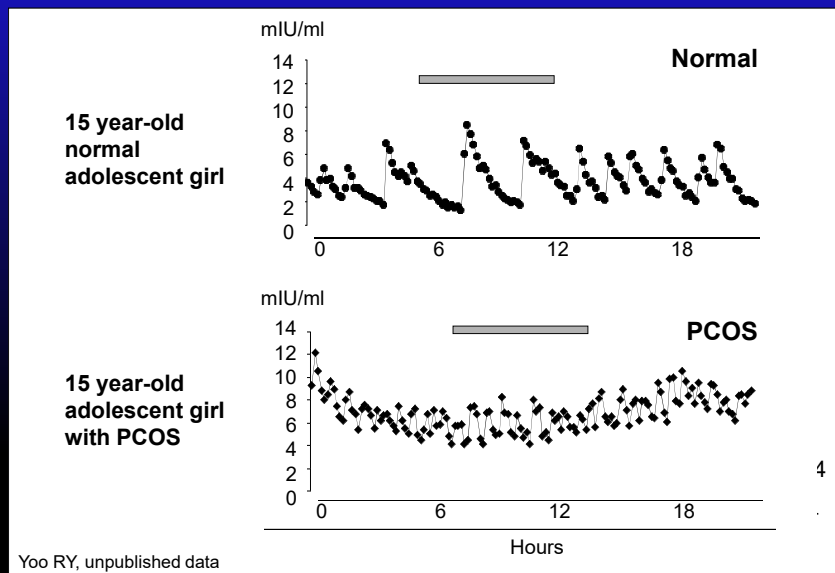 mIU/ml
Normal
14
12
10
8
6
4
2
0
15 year-old
normal
adolescent girl
0 6 12 18
mIU/ml
PCOS
14
12
10
8
6
4
2
0
15 year-old
adolescent girl
with PCOS
4
0 6 12 18
Hours
Yoo RY, unpublished data